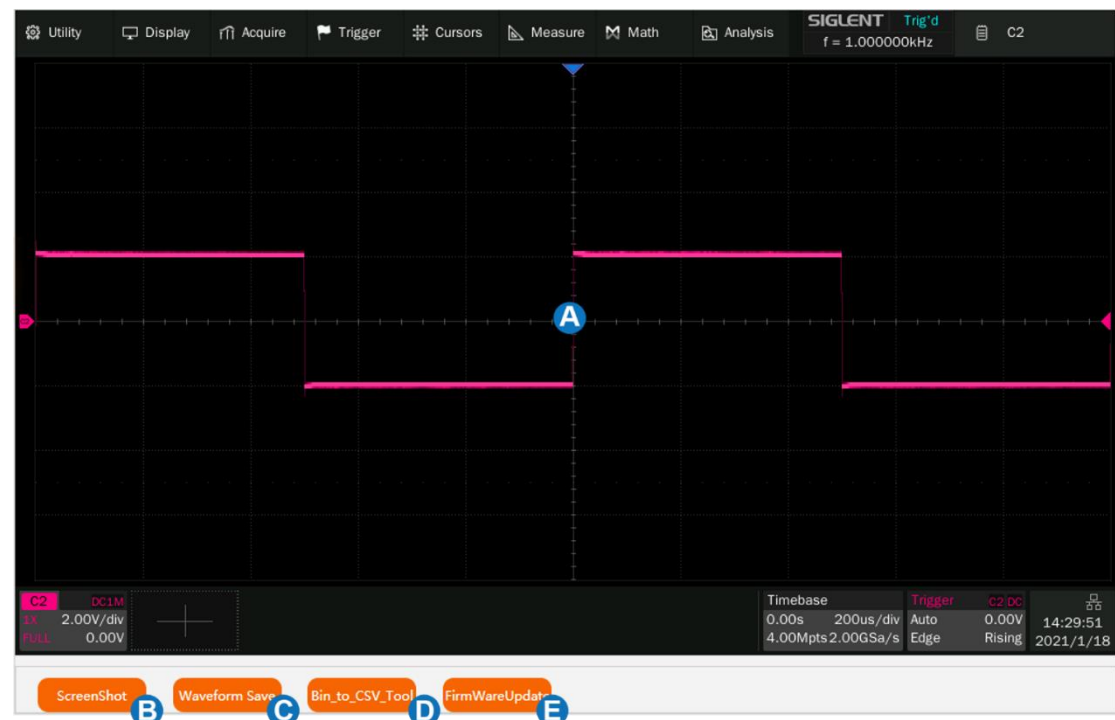 Utility Display Acquire Trigger Cursors Measure Math Analysis SIGLENT Trig'd C2
f = 1.000000kHz
A
C2 DC1M Timebase Trigger C2 DC
1X 2.00V/div 0.00s 200us/div Auto 0.00V 14:29:51
FULL 0.00V 4.00Mpts 2.00GSa/s Edge Rising 2021/1/18
ScreenShot Waveform Save Bin_to_CSV_Tool FirmWareUpdate
B C D E